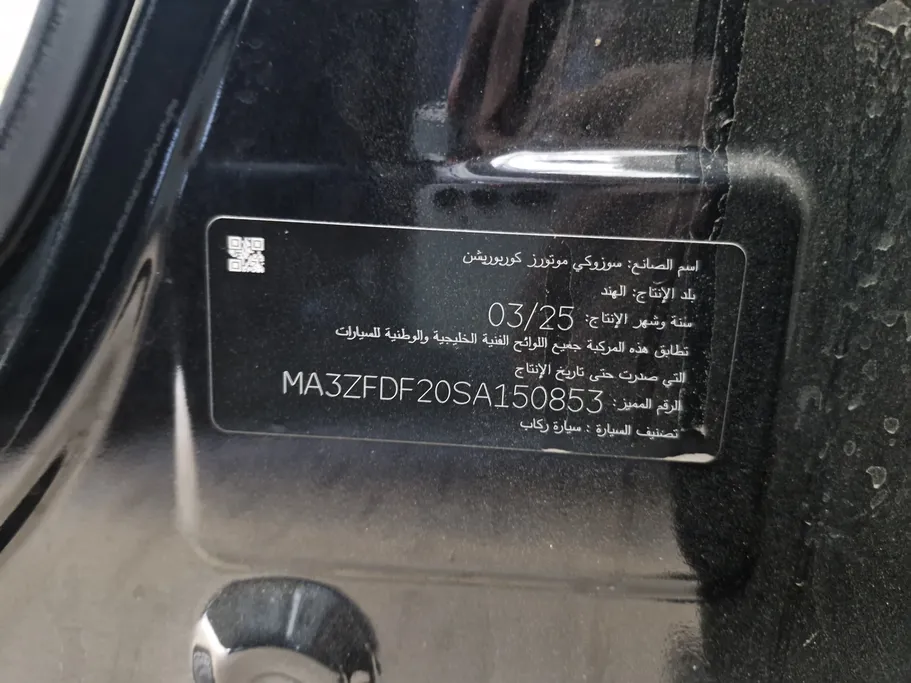 اسم الصانع: سوزوكي موتورز كوربوريشن
بلد الإنتاج: الهند
سنة وشهر الإنتاج: 03/25
تطابق هذه المركبة جميع اللوائح الفنية الخليجية والوطنية للسيارات
التي صدرت حتى تاريخ الإنتاج
الرقم المميز: MA3ZFDF20SA150853
تصنيف السيارة : سيارة ركاب